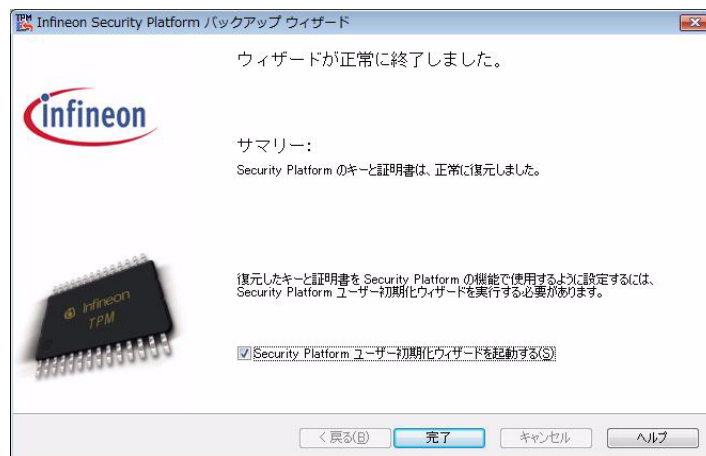 TPM
Infineon Security Platform バックアップ ウィザード
ウィザードが正常に終了しました。
infineon
サマリー:
Security Platform のキーと証明書は、正常に復元しました。
復元したキーと証明書を Security Platform の機能で使用するように設定するには、
Security Platform ユーザー初期化ウィザードを実行する必要があります。
infineon
TPM
Security Platform ユーザー初期化ウィザードを起動する(S)
< 戻る(B)
完了
キャンセル
ヘルプ